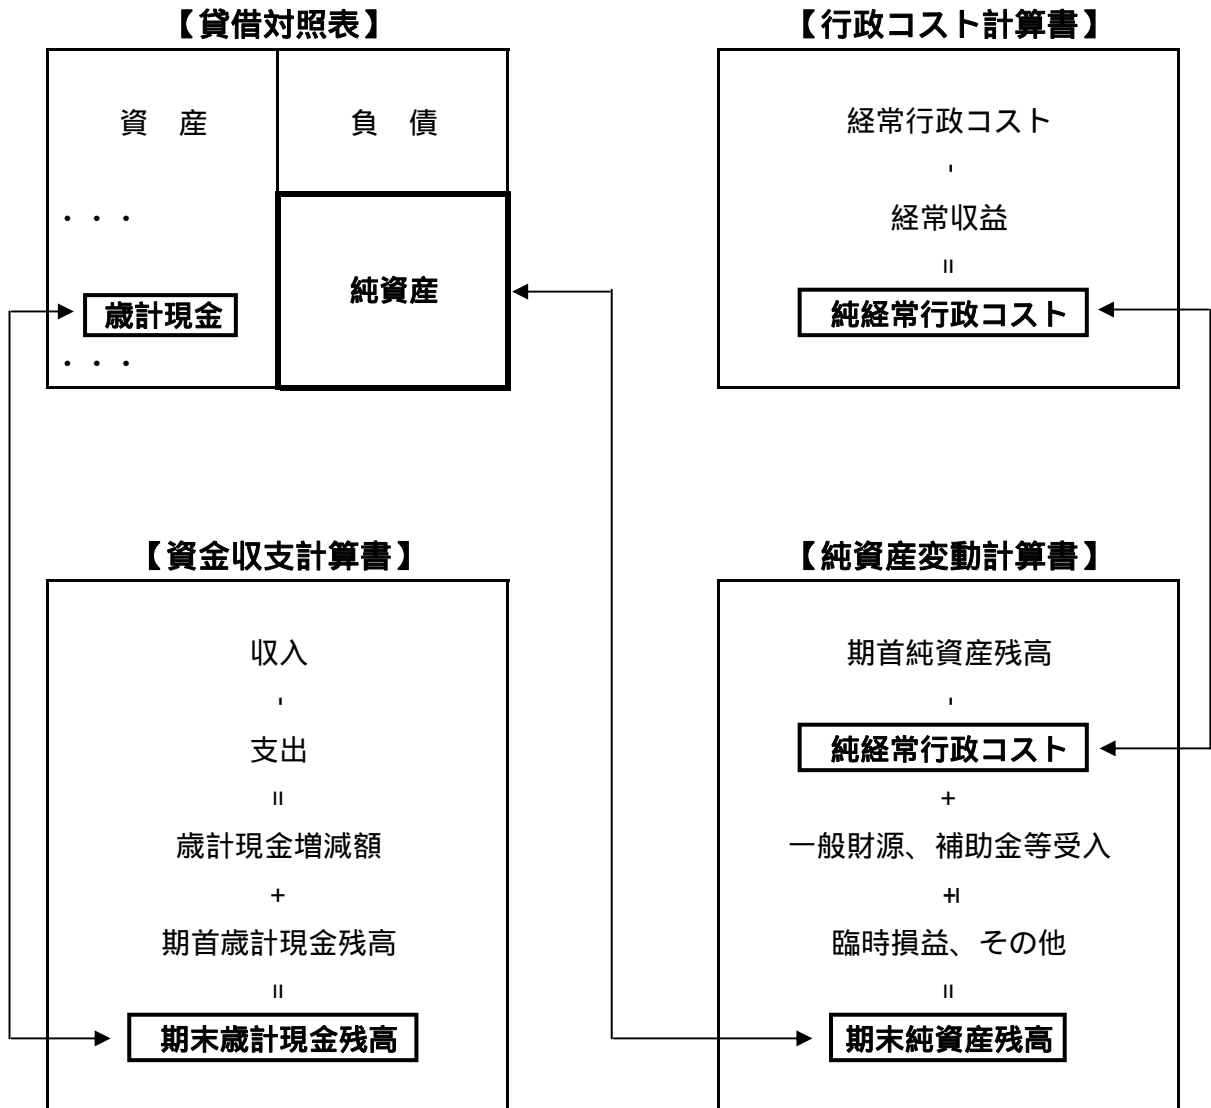 【貸借対照表】
資 産
負 債
・・・
純資産
歳計現金
・・・
【行政コスト計算書】
経常行政コスト
-
経常収益
=
純経常行政コスト
【資金収支計算書】
収入
-
支出
=
歳計現金増減額
+
期首歳計現金残高
=
期末歳計現金残高
【純資産変動計算書】
期首純資産残高
-
純経常行政コスト
+
一般財源、補助金等受入
±
臨時損益、その他
=
期末純資産残高